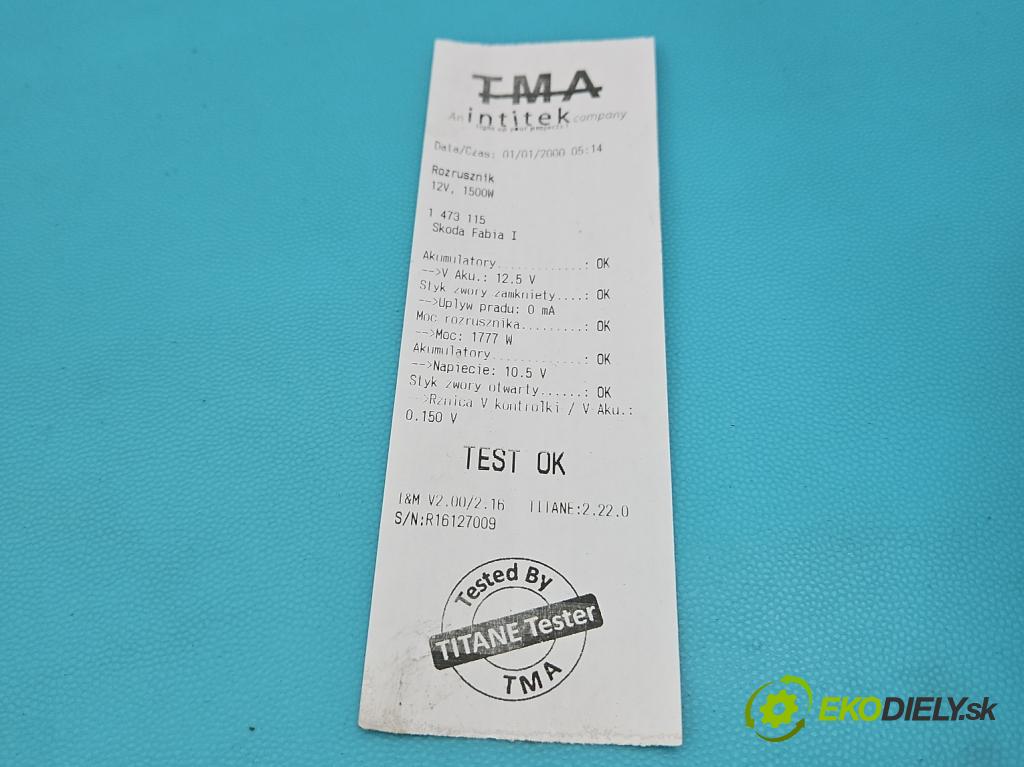 TMA
An intitek company
light up your projects!
Data/Czas: 01/01/2000 05:14
Rozrusznik
12V, 1500W
1 473 115
Skoda Fabia I
Akumulatory............: OK
-->V Aku.: 12.5 V
Styk zwory zamkniety....: OK
-->Uplyw pradu: 0 mA
Moc rozrusznika.........: OK
-->Moc: 1777 W
Akumulatory.............: OK
-->Napiecie: 10.5 V
Styk zwory otwarty......: OK
-->Rznica V kontrolki / V Aku.:
0.150 V
TEST OK
T&M V2.00/2.16 TITANE:2.22.0
S/N:R16127009
Tested By
TITANE Tester
TMA
EKODIELY.sk